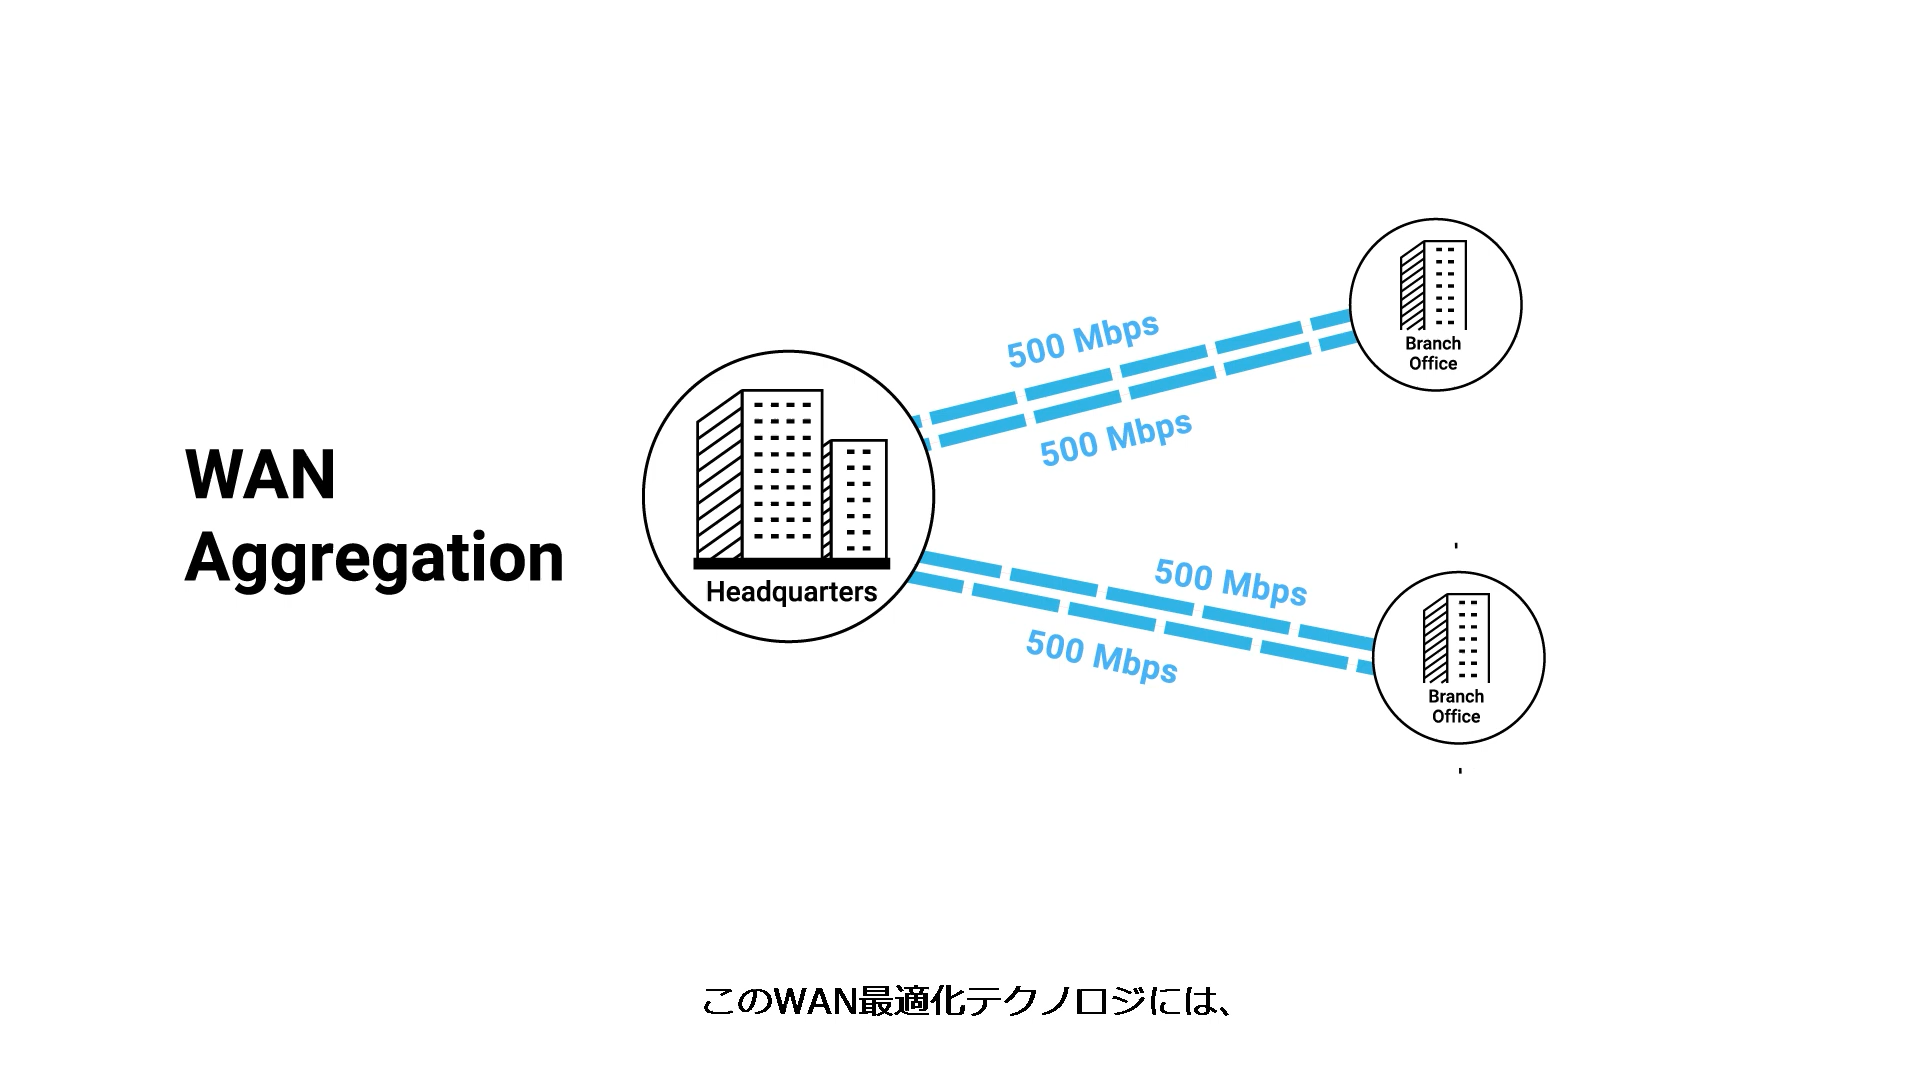 WAN
Aggregation
Headquarters
500 Mbps
500 Mbps
Branch
Office
500 Mbps
500 Mbps
Branch
Office
このWAN最適化テクノロジには、